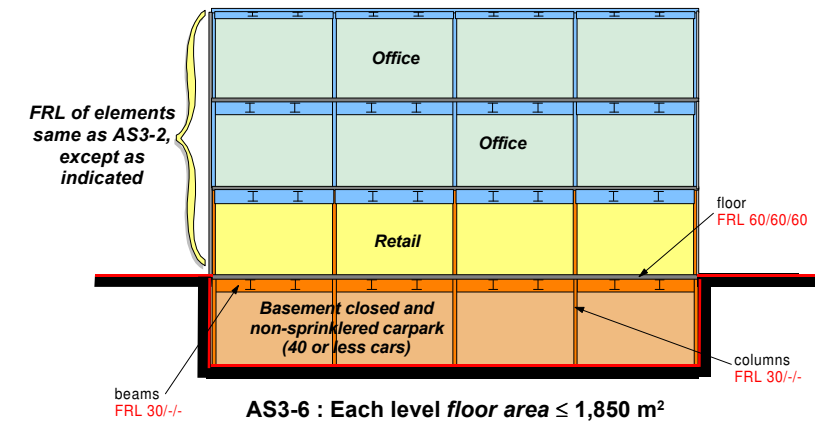 Office
FRL of elements
same as AS3-2,
except as
indicated
Office
floor
FRL 60/60/60
Retail
Basement closed and
non-sprinklered carpark
(40 or less cars)
columns
FRL 30/-/-
beams
FRL 30/-/-
AS3-6 : Each level floor area ≤ 1,850 m²